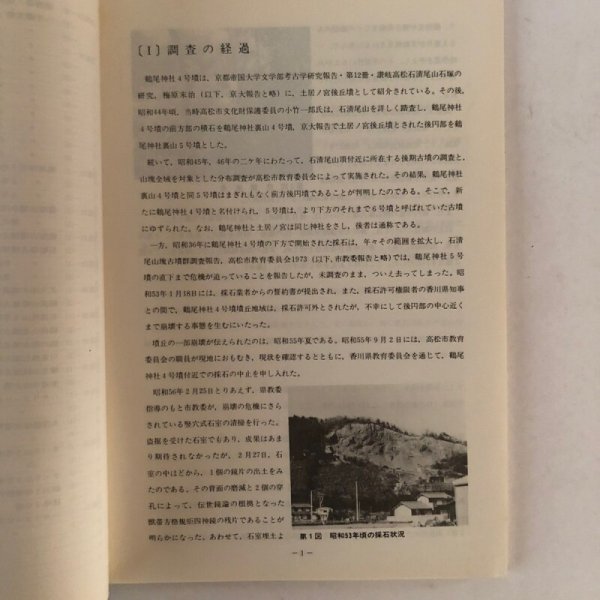 〔1〕調査の経過
鶴尾神社4号墳は、京都帝国大学文学部考古学研究報告・第12冊・讃岐高松石清尾山石塚の
研究，梅原末治（以下，京大報告と略）に，土居ノ宮後丘墳として紹介されている。その後，
昭和44年頃，当時高松市文化財保護委員の小竹一郎氏は，石清尾山を詳しく踏査し，鶴尾神社
4号墳の前方部の積石を鶴尾神社裏山4号墳，京大報告で土居ノ宮後丘墳とされた後円部を鶴
尾神社裏山5号墳とした。
続いて，昭和45年，46年の二ケ年にわたって，石清尾山頂付近に所在する後期古墳の調査と，
山塊全域を対象とした分布調査が高松市教育委員会によって実施された。その結果，鶴尾神社
裏山4号墳と同5号墳はまぎれもなく前方後円墳であることが判明したのである。そこで，新
たに鶴尾神社4号墳と名付けられ，5号墳は，より下方のそれまで6号墳と呼ばれていた古墳
にゆずられた。なお，鶴尾神社と土居ノ宮は同じ神社をさし，後者は通称である。
一方，昭和36年に鶴尾神社4号墳の下方で開始された採石は，年々その範囲を拡大し，石清
尾山塊古墳群調査報告，高松市教育委員会1973（以下，市教委報告と略）では，鶴尾神社5号
墳の直下まで危機が迫っていることを報告したが，未調査のまま，ついえ去ってしまった。昭
和53年1月18日には，採石業者からの誓約書が提出され，また，採石許可権限者の香川県知事
との間で，鶴尾神社4号墳墳丘地域は，採石許可外とされたが，不幸にして後円部の中心近く
まで崩壊する事態を生むにいたった。
墳丘の一部崩壊が伝えられたのは，昭和55年夏である。昭和55年9月2日には，高松市教育
委員会の職員が現地におもむき，現状を確認するとともに，香川県教育委員会を通じて，鶴尾
神社4号墳付近での採石の中止を申し入れた。
昭和56年2月25日とりあえず，県教委
指導のもと市教委が，崩壊の危機にさら
されている竪穴式石室の清掃を行った。
盗掘を受けた石室でもあり，成果はあま
り期待されなかったが，2月27日，石
室の中ほどから，1個の鏡片の出土をみ
たのである。その背面の磨滅と2個の穿
孔によって，伝世鏡論の根拠となった
獣帯方格規矩四神鏡の残片であることが
明らかになった。あわせて，石室埋土よ
第1図 昭和53年頃の採石状況
－1－